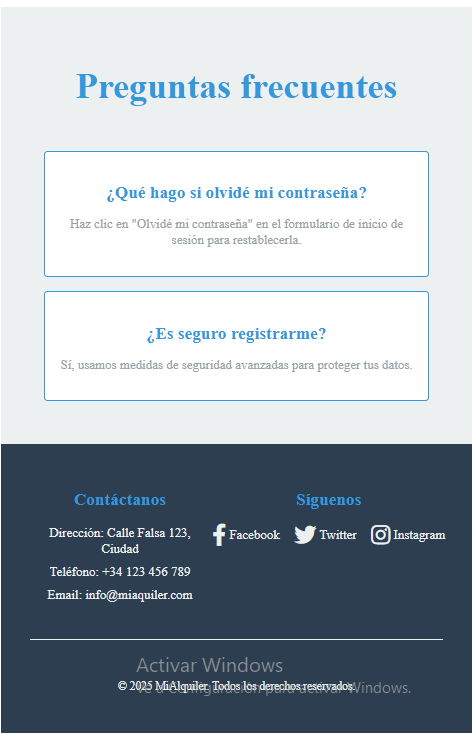 Preguntas frecuentes
¿Qué hago si olvidé mi contraseña?
Haz clic en "Olvidé mi contraseña" en el formulario de inicio de
sesión para restablecerla.
¿Es seguro registrarme?
Sí, usamos medidas de seguridad avanzadas para proteger tus datos.
Contáctanos
Dirección: Calle Falsa 123,
Ciudad
Teléfono: +34 123 456 789
Email: info@miaquiler.com
Síguenos
Facebook Twitter Instagram
Activar Windows
© 2025 MiAlquiler. Todos los derechos reservados.
Ve a Configuración para activar Windows.